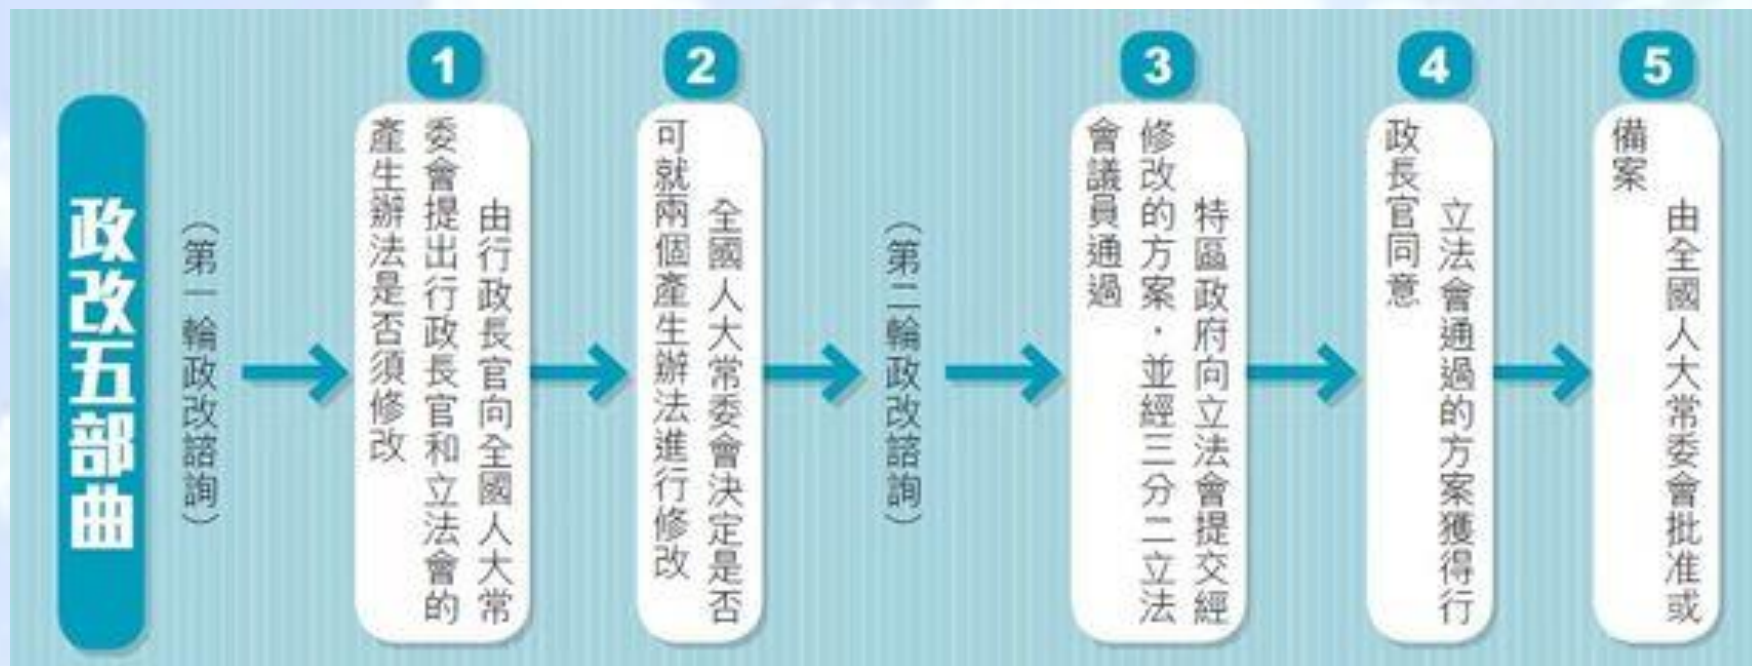 政改五部曲
（第一輪政改諮詢）
1
由行政長官向全國人大常
委會提出行政長官和立法會的
產生辦法是否須修改
2
全國人大常委會決定是否
可就兩個產生辦法進行修改
（第二輪政改諮詢）
3
特區政府向立法會提交經
修改的方案，並經三分二立法
會議員通過
4
立法會通過的方案獲得行
政長官同意
5
由全國人大常委會批准或
備案